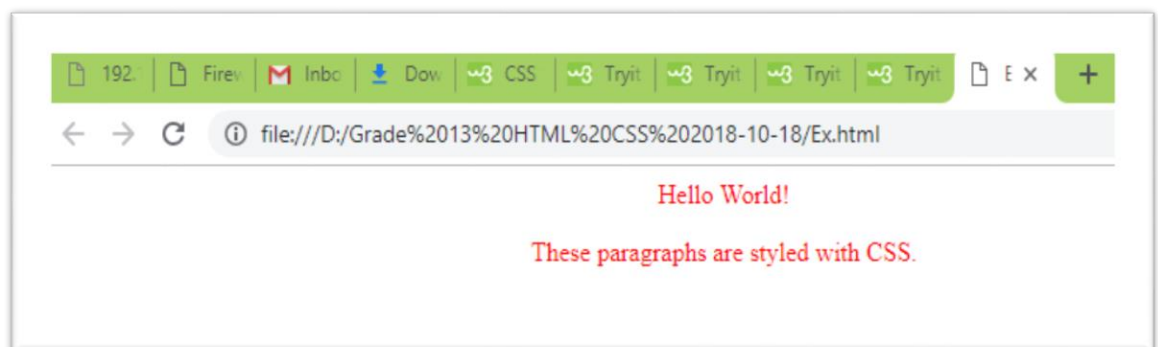 192. Firew Inbo Dow CSS Tryit Tryit Tryit Tryit E
file:///D:/Grade%2013%20HTML%20CSS%202018-10-18/Ex.html
Hello World!
These paragraphs are styled with CSS.